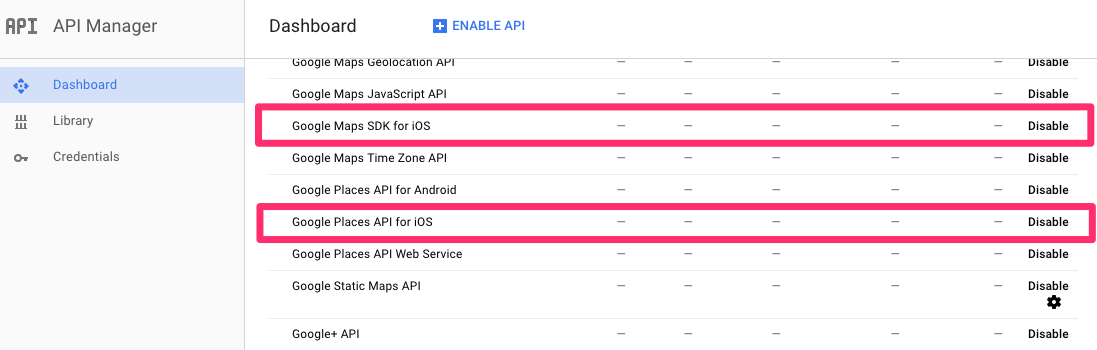 API API Manager
Dashboard
Library
Credentials
Dashboard ENABLE API
Google Maps Geolocation API – – – – – Disable
Google Maps JavaScript API – – – – – Disable
Google Maps SDK for iOS – – – – – Disable
Google Maps Time Zone API – – – – – Disable
Google Places API for Android – – – – – Disable
Google Places API for iOS – – – – – Disable
Google Places API Web Service – – – – – Disable
Google Static Maps API – – – – – Disable
Google+ API – – – – – Disable